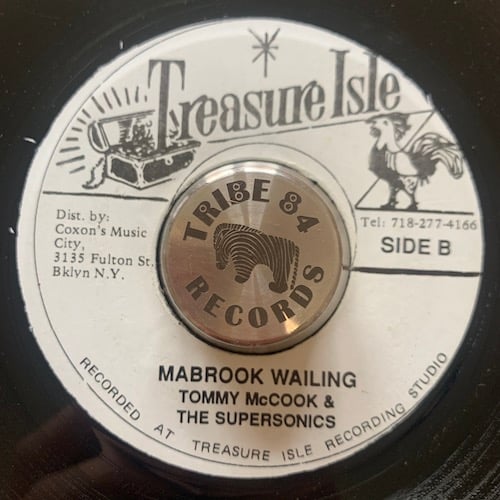 Treasure Isle
Dist. by:
Coxon's Music
City,
3135 Fulton St.
Bklyn N.Y.
Tel: 718-277-4166
SIDE B
TRIBE 84
RECORDS
MABROOK WAILING
TOMMY McCOOK &
THE SUPERSONICS
RECORDED AT TREASURE ISLE RECORDING STUDIO